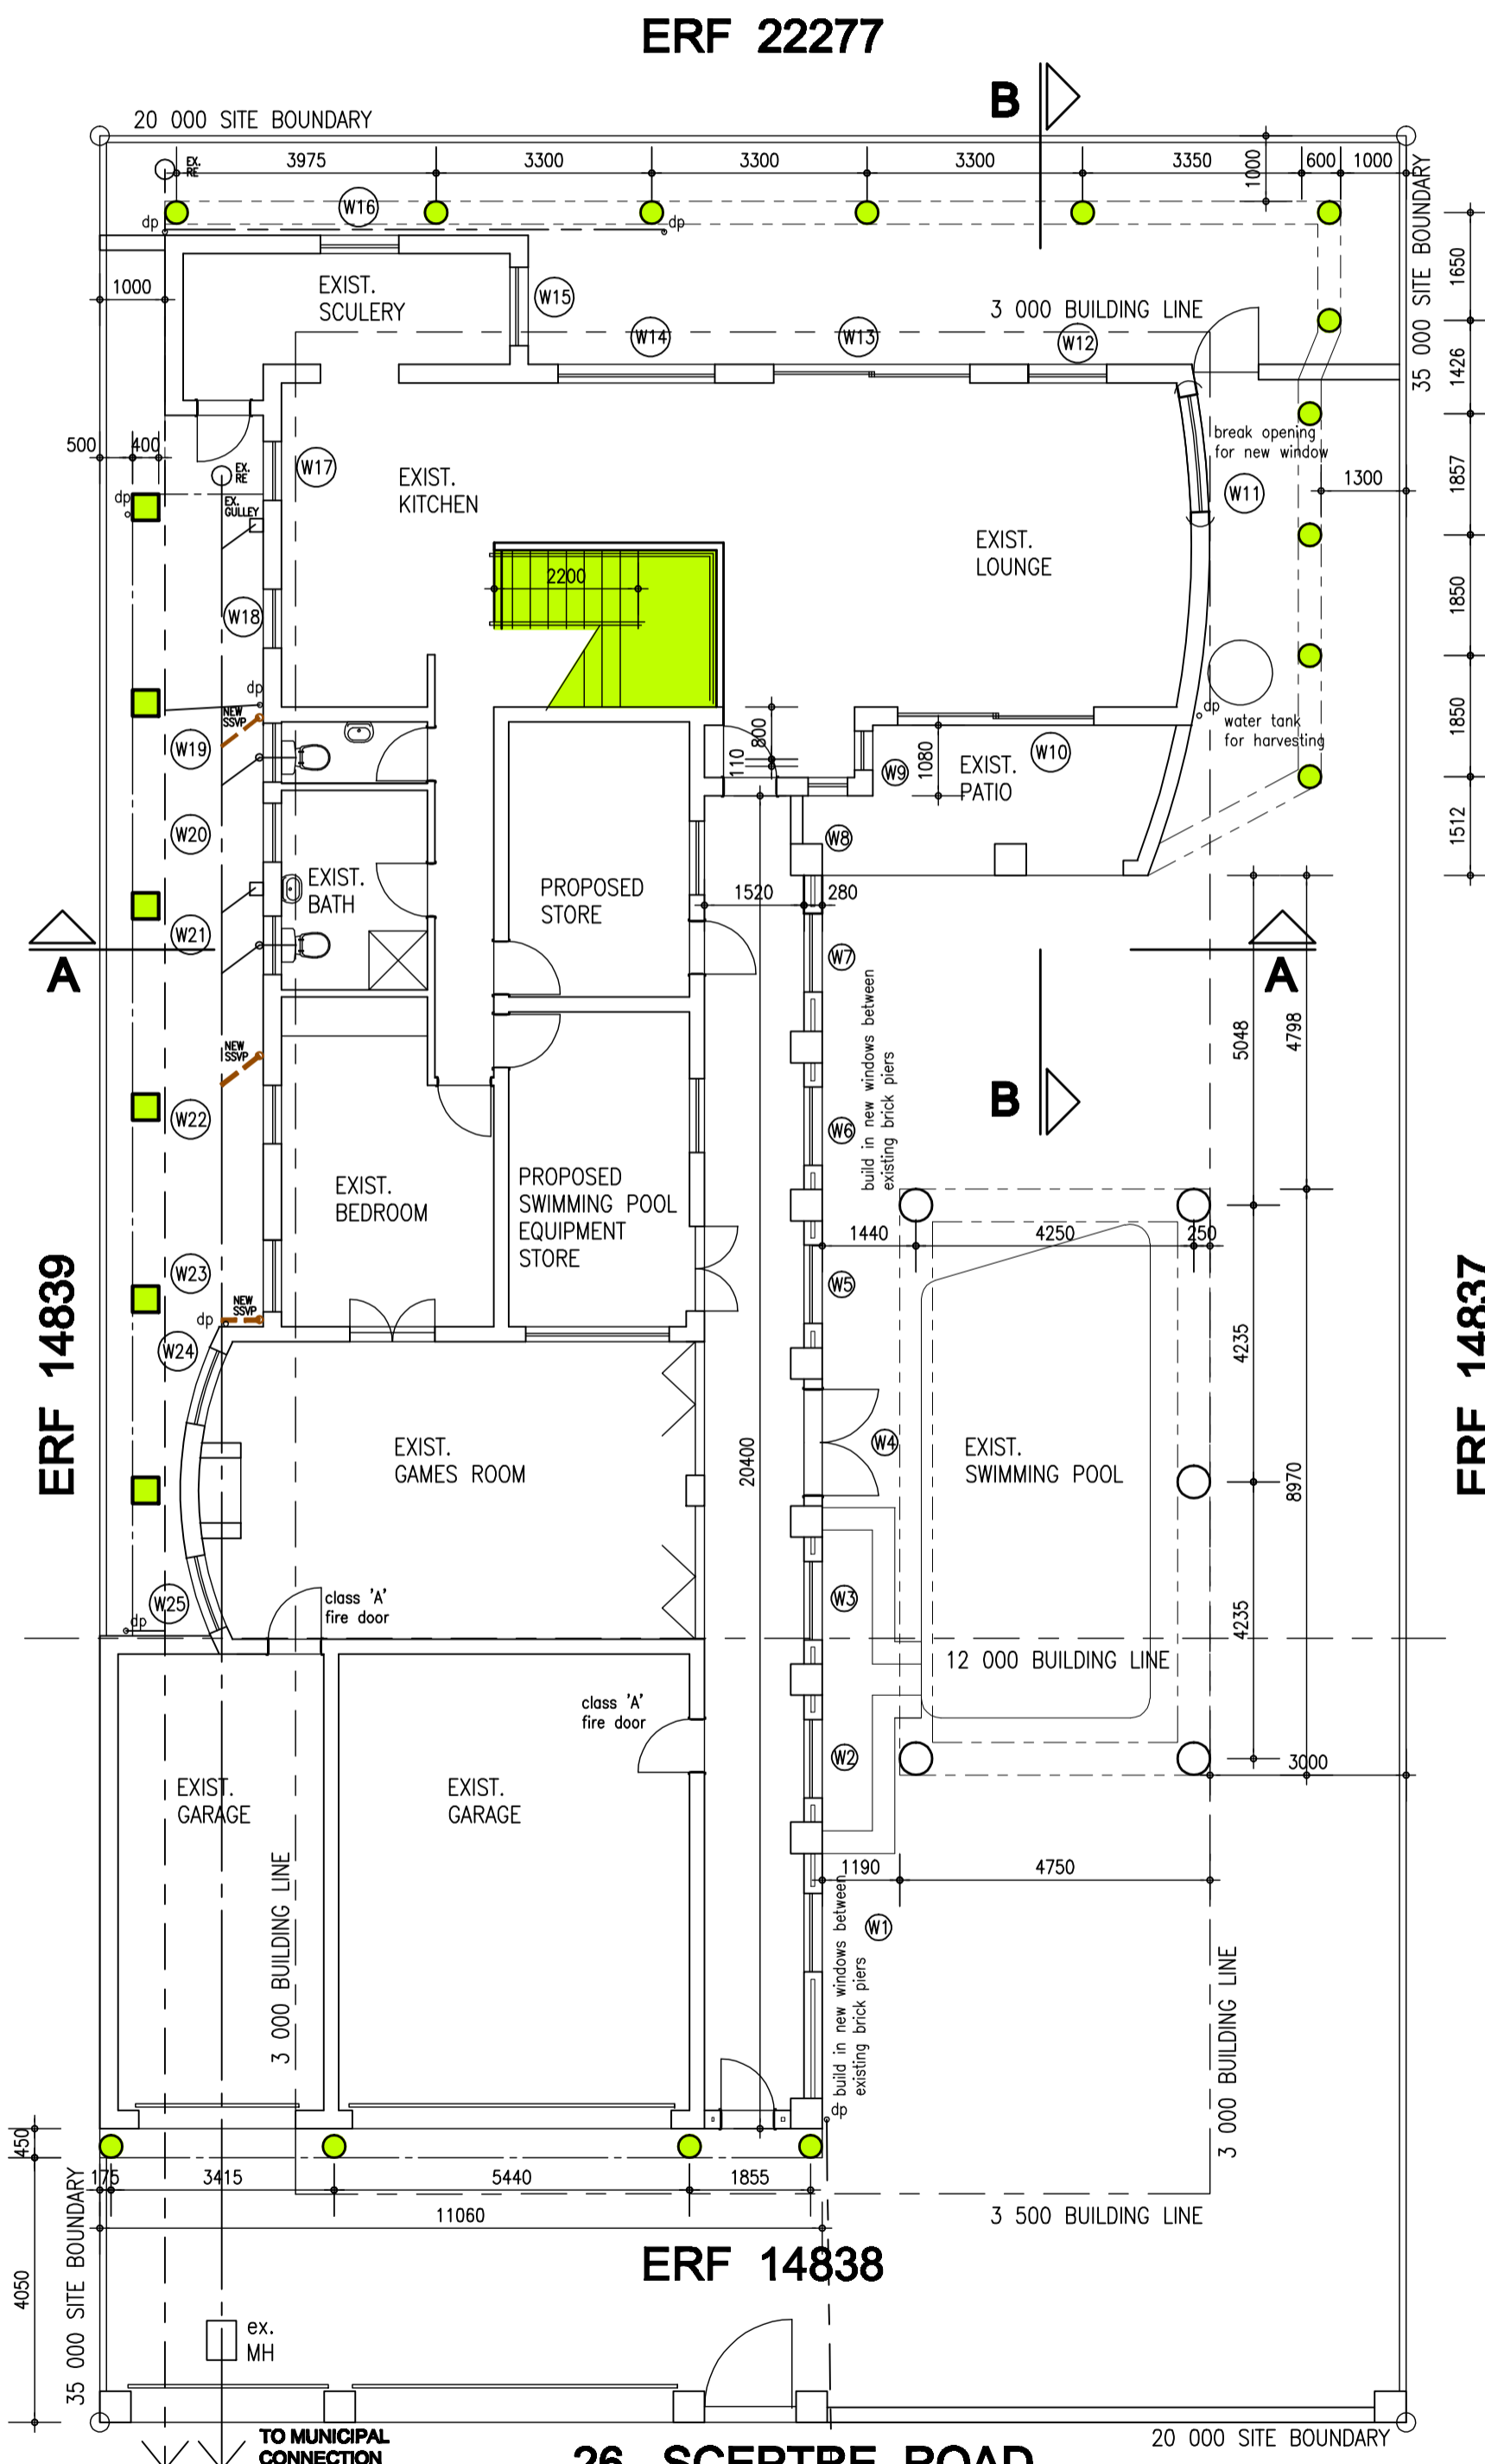 ERF 22277
B
20 000 SITE BOUNDARY
3975
3300
3300
3300
3350
1000
600
1000
EX.
RE
W16
dp
dp
35 000 SITE BOUNDARY
1650
1000
EXIST.
SCULERY
W15
W14
W13
3 000 BUILDING LINE
W12
1426
500
400
W17
EXIST.
KITCHEN
break opening
for new window
W11
1300
1857
EX.
RE
dp
EX.
GULLEY
EXIST.
LOUNGE
2200
W18
1850
dp
NEW
SSVP
W19
800
110
1080
W9
EXIST.
PATIO
W10
dp
water tank
for harvesting
1850
W20
W8
1512
EXIST.
BATH
PROPOSED
STORE
1520
280
W21
A
W7
A
build in new windows between
existing brick piers
5048
4798
NEW
SSVP
B
W22
W6
EXIST.
BEDROOM
PROPOSED
SWIMMING POOL
EQUIPMENT
STORE
1440
4250
250
ERF 14839
W23
W5
ERF 14837
NEW
SSVP
dp
W24
4235
EXIST.
GAMES ROOM
20400
W4
EXIST.
SWIMMING POOL
8970
W25
dp
class 'A'
fire door
W3
4235
12 000 BUILDING LINE
class 'A'
fire door
W2
3000
EXIST.
GARAGE
EXIST.
GARAGE
3 000 BUILDING LINE
1190
4750
W1
build in new windows between
existing brick piers
3 000 BUILDING LINE
dp
450
175
3415
5440
1855
11060
3 500 BUILDING LINE
ERF 14838
4050
35 000 SITE BOUNDARY
ex.
MH
TO MUNICIPAL
CONNECTION
20 000 SITE BOUNDARY
26 SCEPTRE ROAD